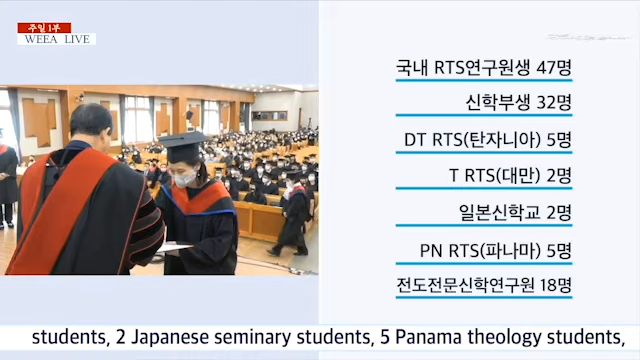 주일 1부
WEEA LIVE
국내 RTS연구원생 47명
신학부생 32명
DT RTS(탄자니아) 5명
T RTS(대만) 2명
일본신학교 2명
PN RTS(파나마) 5명
전도전문신학연구원 18명
students, 2 Japanese seminary students, 5 Panama theology students,